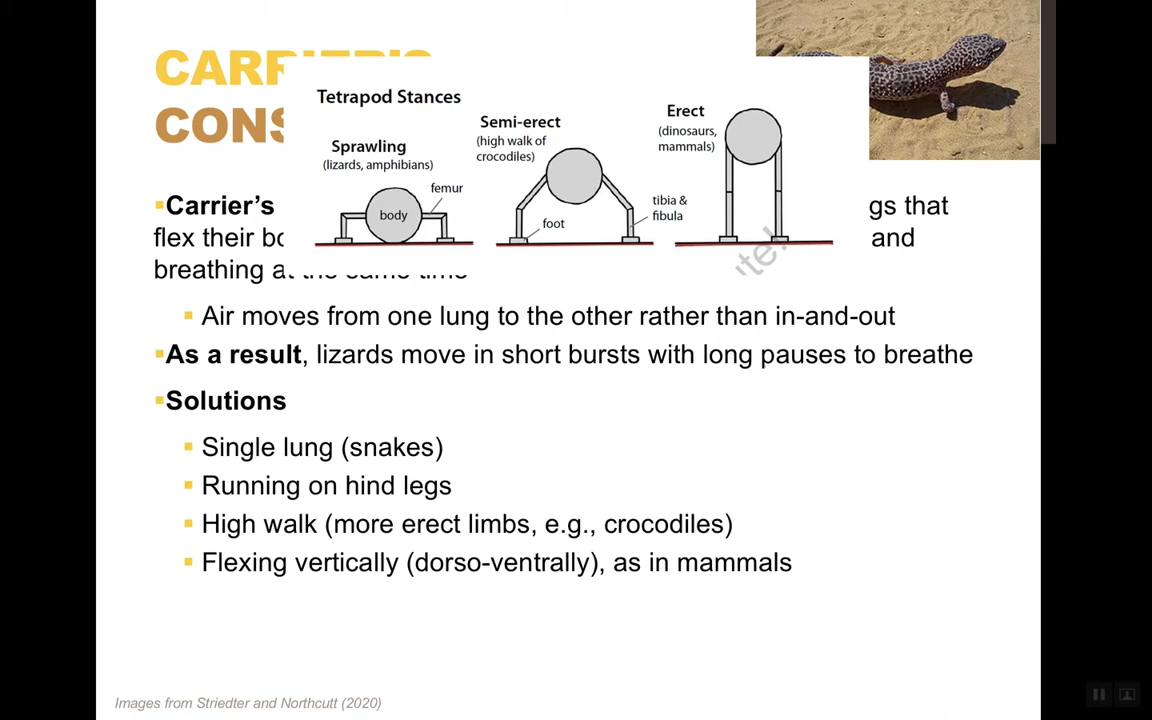 CARRIER'S
CONS
Tetrapod Stances
Sprawling
(lizards, amphibians)
femur
body
Semi-erect
(high walk of
crocodiles)
foot
tibia &
fibula
Erect
(dinosaurs,
mammals)
ute!
▪Carrier's gs that
flex their bo and
breathing at the same time
▪ Air moves from one lung to the other rather than in-and-out
▪As a result, lizards move in short bursts with long pauses to breathe
▪Solutions
▪ Single lung (snakes)
▪ Running on hind legs
▪ High walk (more erect limbs, e.g., crocodiles)
▪ Flexing vertically (dorso-ventrally), as in mammals
Images from Striedter and Northcutt (2020)